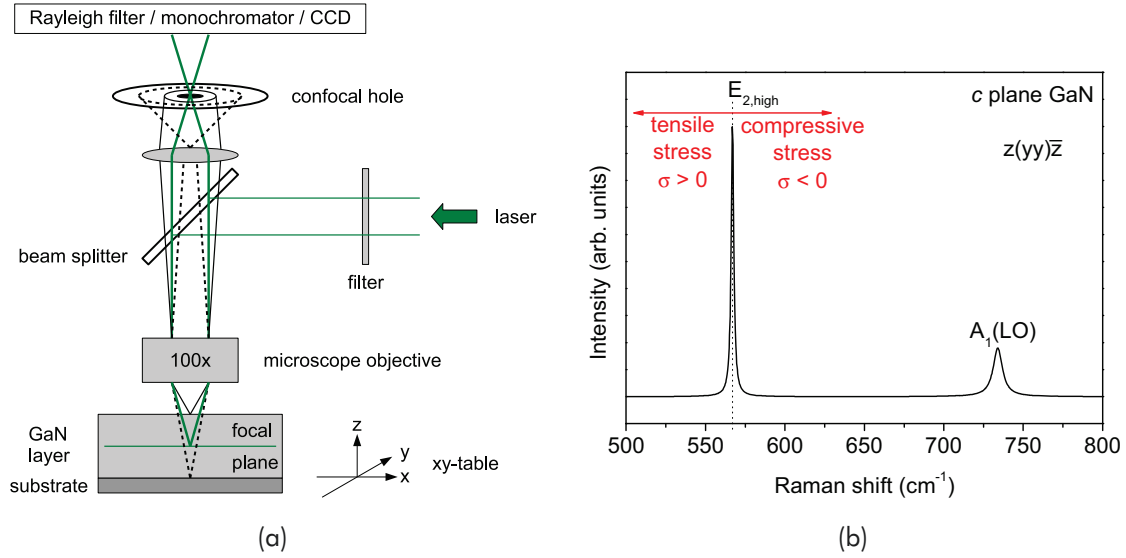 Rayleigh filter / monochromator / CCD
confocal hole
laser
beam splitter
filter
100x
microscope objective
GaN
layer
focal
plane
substrate
z
y
x
xy-table
(a)
E2,high
c plane GaN
tensile
stress
σ > 0
compressive
stress
σ < 0
z(yy)z̅
A1(LO)
Intensity (arb. units)
500 550 600 650 700 750 800
Raman shift (cm-1)
(b)